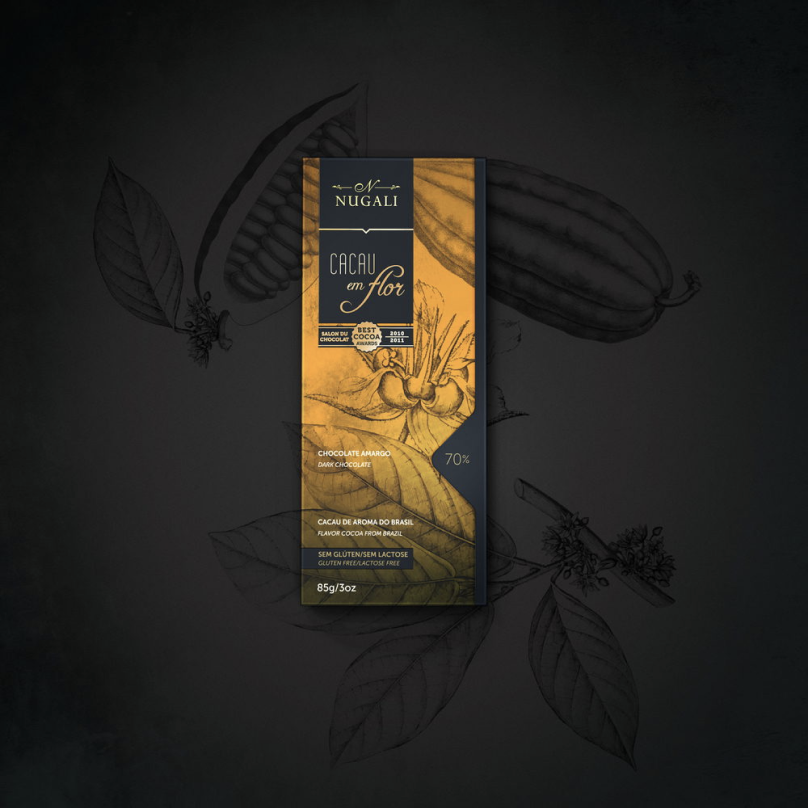 N
NUGALI
CACAU
em flor
SALON DU
CHOCOLAT
BEST
COCOA
AWARDS
2010
2011
CHOCOLATE AMARGO
DARK CHOCOLATE
70%
CACAU DE AROMA DO BRASIL
FLAVOR COCOA FROM BRAZIL
SEM GLÚTEN/SEM LACTOSE
GLUTEN FREE/LACTOSE FREE
85g/3oz